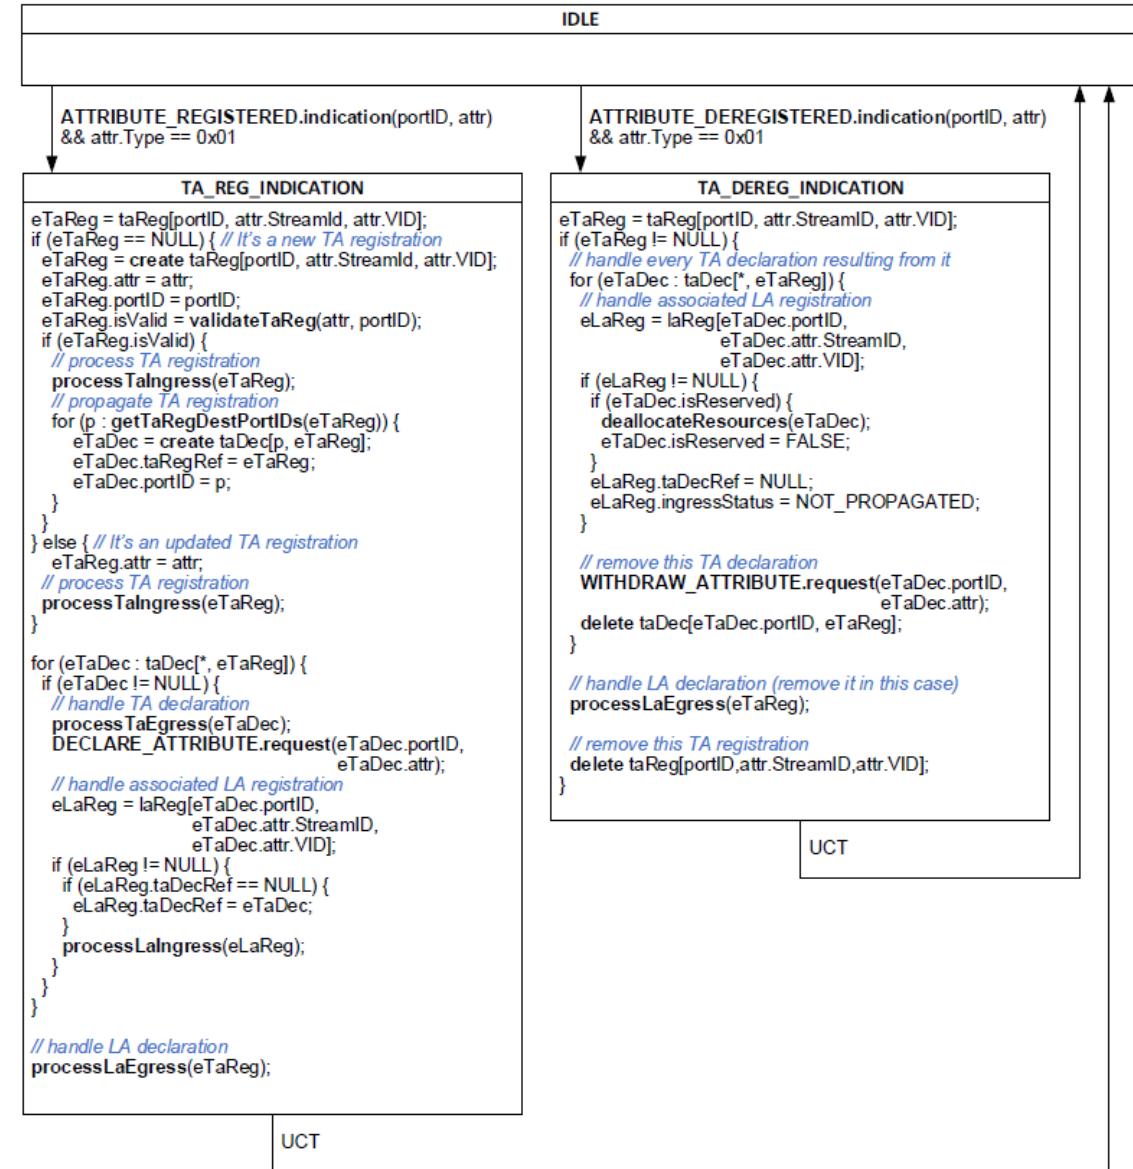 IDLE
ATTRIBUTE_REGISTERED.indication(portID, attr)
&& attr.Type == 0x01
ATTRIBUTE_DEREGISTERED.indication(portID, attr)
&& attr.Type == 0x01
TA_REG_INDICATION
eTaReg = taReg[portID, attr.StreamId, attr.VID];
if (eTaReg == NULL) { // It's a new TA registration
eTaReg = create taReg[portID, attr.StreamId, attr.VID];
eTaReg.attr = attr;
eTaReg.portID = portID;
eTaReg.isValid = validateTaReg(attr, portID);
if (eTaReg.isValid) {
// process TA registration
processTaIngress(eTaReg);
// propagate TA registration
for (p : getTaRegDestPortIDs(eTaReg)) {
eTaDec = create taDec[p, eTaReg];
eTaDec.taRegRef = eTaReg;
eTaDec.portID = p;
}
}
} else { // It's an updated TA registration
eTaReg.attr = attr;
// process TA registration
processTaIngress(eTaReg);
}
for (eTaDec : taDec[*, eTaReg]) {
if (eTaDec != NULL) {
// handle TA declaration
processTaEgress(eTaDec);
DECLARE_ATTRIBUTE.request(eTaDec.portID,
eTaDec.attr);
// handle associated LA registration
eLaReg = laReg[eTaDec.portID,
eTaDec.attr.StreamID,
eTaDec.attr.VID];
if (eLaReg != NULL) {
if (eLaReg.taDecRef == NULL) {
eLaReg.taDecRef = eTaDec;
}
processLaIngress(eLaReg);
}
}
}
// handle LA declaration
processLaEgress(eTaReg);
UCT
TA_DEREG_INDICATION
eTaReg = taReg[portID, attr.StreamID, attr.VID];
if (eTaReg != NULL) {
// handle every TA declaration resulting from it
for (eTaDec : taDec[*, eTaReg]) {
// handle associated LA registration
eLaReg = laReg[eTaDec.portID,
eTaDec.attr.StreamID,
eTaDec.attr.VID];
if (eLaReg != NULL) {
if (eTaDec.isReserved) {
deallocateResources(eTaDec);
eTaDec.isReserved = FALSE;
}
eLaReg.taDecRef = NULL;
eLaReg.ingressStatus = NOT_PROPAGATED;
}
// remove this TA declaration
WITHDRAW_ATTRIBUTE.request(eTaDec.portID,
eTaDec.attr);
delete taDec[eTaDec.portID, eTaReg];
}
// handle LA declaration (remove it in this case)
processLaEgress(eTaReg);
// remove this TA registration
delete taReg[portID,attr.StreamID,attr.VID];
}
UCT